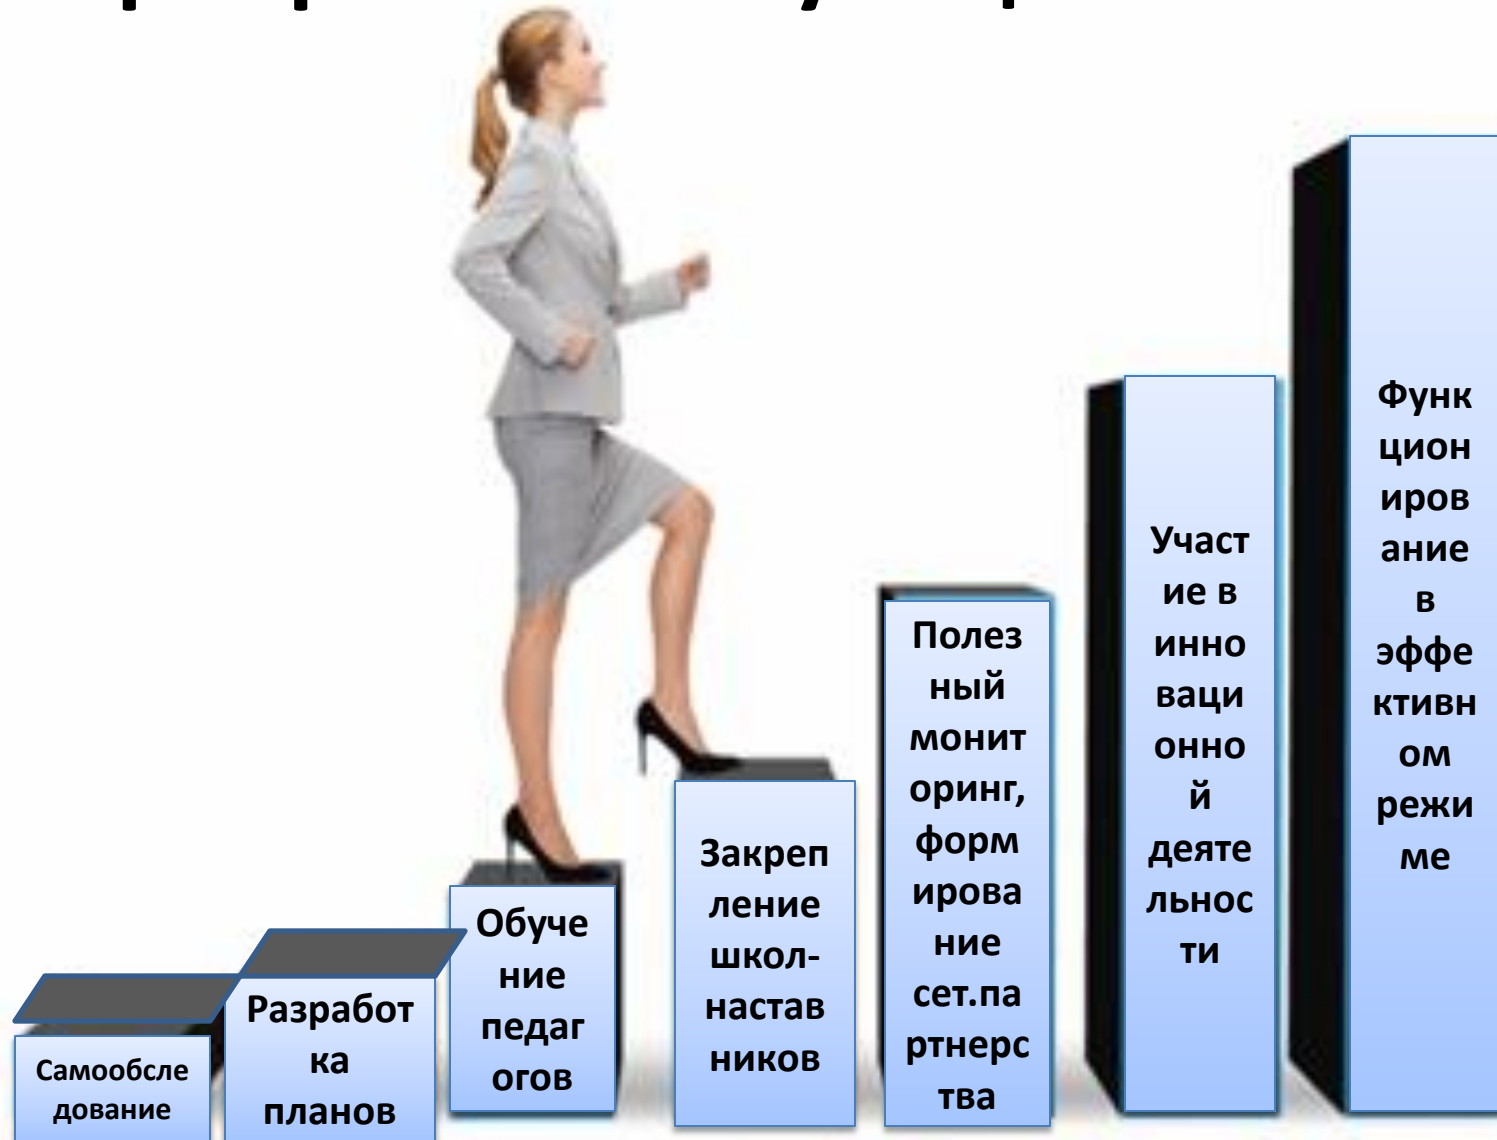 Самообсле
дование
Разработ
ка
планов
Обуче
ние
педаг
огов
Закреп
ление
школ-
настав
ников
Полез
ный
монит
оринг,
форм
ирова
ние
сет.па
ртнерс
тва
Участ
ие в
инно
ваци
онно
й
деяте
льнос
ти
Функ
цион
иров
ание
в
эффе
ктивн
ом
режи
ме